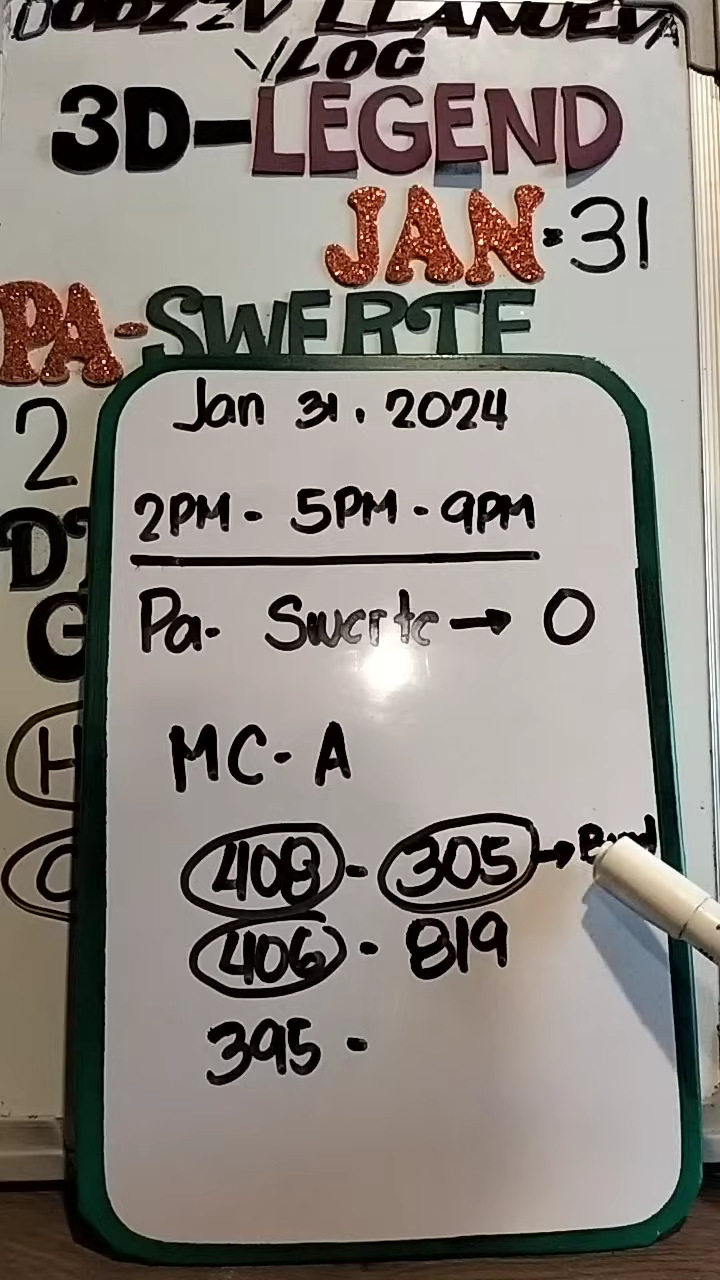 VLOG
3D-LEGEND
JAN-31
PA-SWERTE
2
Jan 31, 2024
2PM - 5PM - 9PM
Pa- Swerte → 0
MC- A
408 - 305 →
406 - 819
395 -